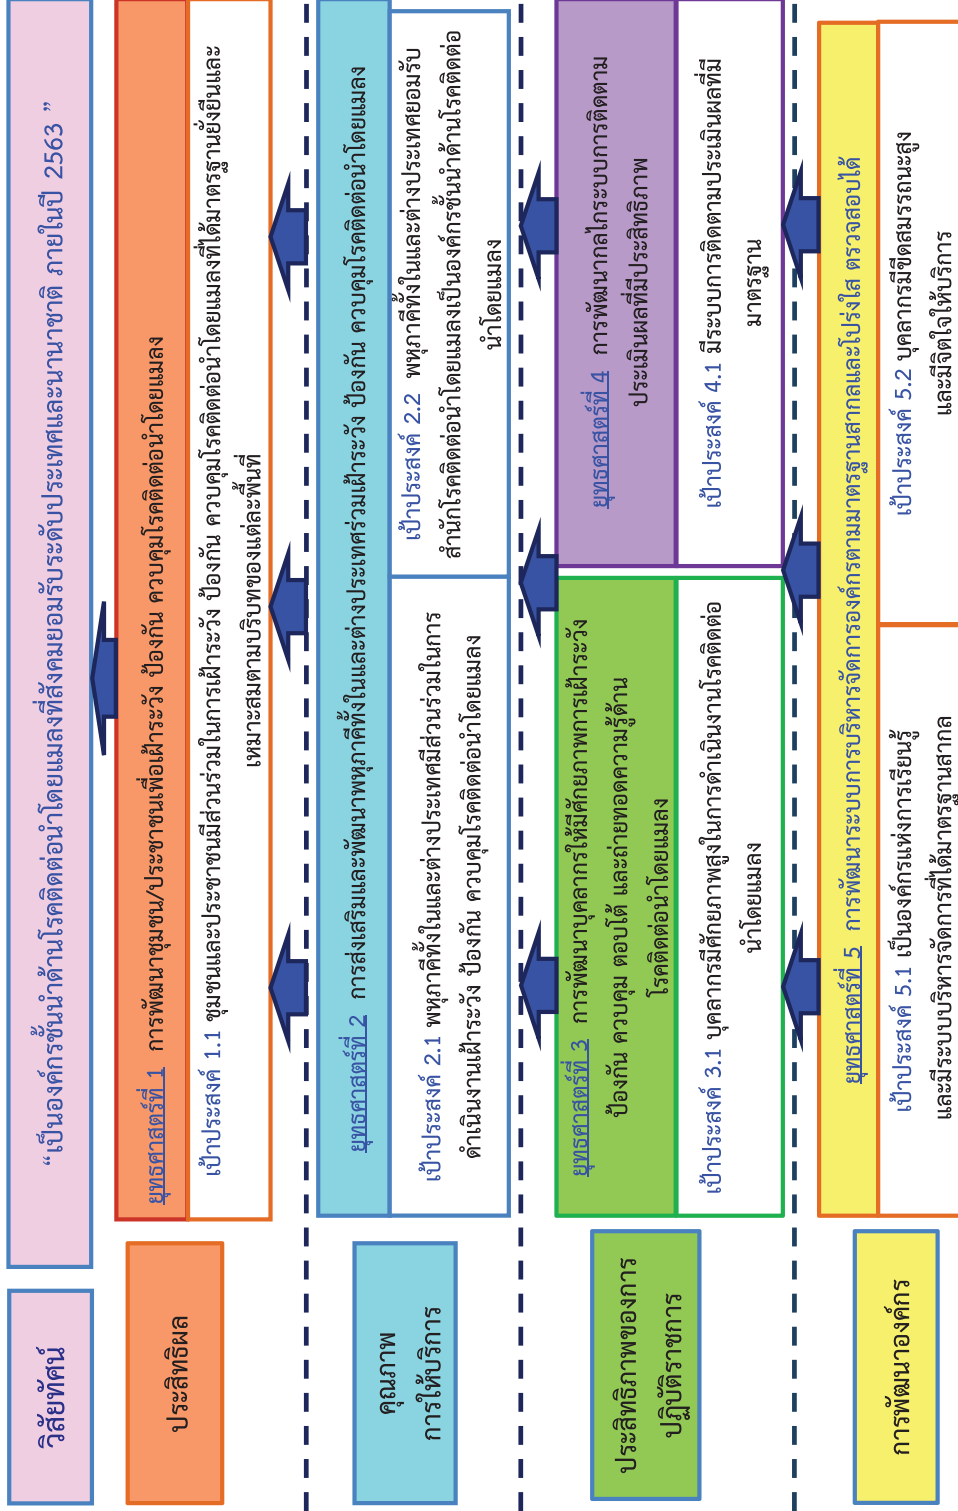 วิสัยทัศน์
“เป็นองค์กรชั้นนำด้านโรคติดต่อนำโดยแมลงที่สังคมยอมรับระดับประเทศและนานาชาติ ภายในปี 2563 ”
ประสิทธิผล
ยุทธศาสตร์ที่ 1 การพัฒนาชุมชน/ประชาชนเพื่อเฝ้าระวัง ป้องกัน ควบคุมโรคติดต่อนำโดยแมลง
เป้าประสงค์ 1.1 ชุมชนและประชาชนมีส่วนร่วมในการเฝ้าระวัง ป้องกัน ควบคุมโรคติดต่อนำโดยแมลงที่ได้มาตรฐานยั่งยืนและ
เหมาะสมตามบริบทของแต่ละพื้นที่
คุณภาพ
การให้บริการ
ยุทธศาสตร์ที่ 2 การส่งเสริมและพัฒนาพหุภาคีทั้งในและต่างประเทศร่วมเฝ้าระวัง ป้องกัน ควบคุมโรคติดต่อนำโดยแมลง
เป้าประสงค์ 2.1 พหุภาคีทั้งในและต่างประเทศมีส่วนร่วมในการ
ดำเนินงานเฝ้าระวัง ป้องกัน ควบคุมโรคติดต่อนำโดยแมลง
เป้าประสงค์ 2.2 พหุภาคีทั้งในและต่างประเทศยอมรับ
สำนักโรคติดต่อนำโดยแมลงเป็นองค์กรชั้นนำด้านโรคติดต่อ
นำโดยแมลง
ประสิทธิภาพของการ
ปฏิบัติราชการ
ยุทธศาสตร์ที่ 3 การพัฒนาบุคลากรให้มีศักยภาพการเฝ้าระวัง
ป้องกัน ควบคุม ตอบโต้ และถ่ายทอดความรู้ด้าน
โรคติดต่อนำโดยแมลง
เป้าประสงค์ 3.1 บุคลากรมีศักยภาพสูงในการดำเนินงานโรคติดต่อ
นำโดยแมลง
ยุทธศาสตร์ที่ 4 การพัฒนากลไกระบบการติดตาม
ประเมินผลที่มีประสิทธิภาพ
เป้าประสงค์ 4.1 มีระบบการติดตามประเมินผลที่มี
มาตรฐาน
การพัฒนาองค์กร
ยุทธศาสตร์ที่ 5 การพัฒนาระบบการบริหารจัดการองค์กรตามมาตรฐานสากลและโปร่งใส ตรวจสอบได้
เป้าประสงค์ 5.1 เป็นองค์กรแห่งการเรียนรู้
และมีระบบบริหารจัดการที่ได้มาตรฐานสากล
เป้าประสงค์ 5.2 บุคลากรมีขีดสมรรถนะสูง
และมีจิตใจให้บริการ